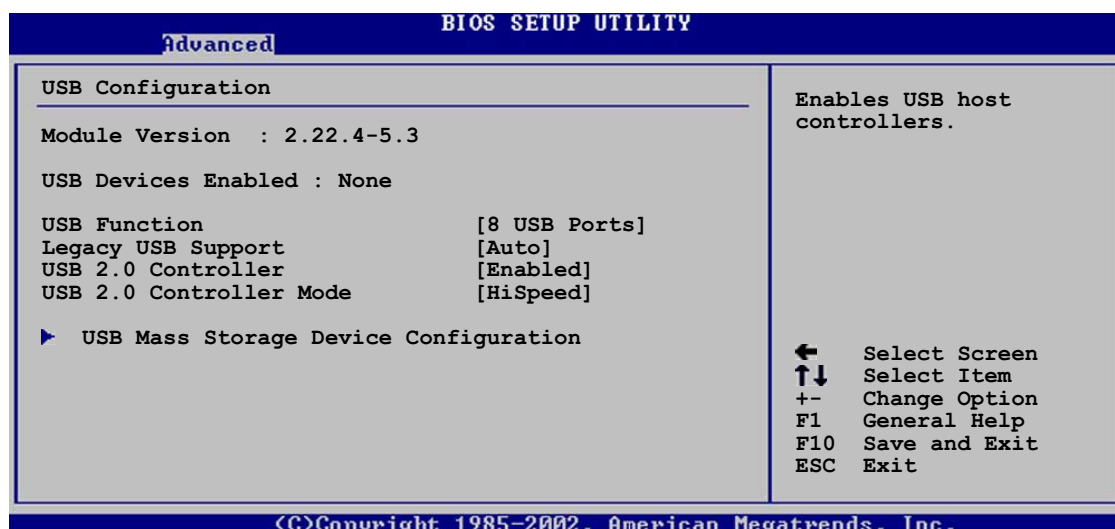 BIOS SETUP UTILITY
Advanced
USB Configuration
Module Version : 2.22.4-5.3
USB Devices Enabled : None
USB Function [8 USB Ports]
Legacy USB Support [Auto]
USB 2.0 Controller [Enabled]
USB 2.0 Controller Mode [HiSpeed]
USB Mass Storage Device Configuration
Enables USB host
controllers.
← Select Screen
↑↓ Select Item
+- Change Option
F1 General Help
F10 Save and Exit
ESC Exit
(C)Copyright 1985-2002, American Megatrends, Inc.